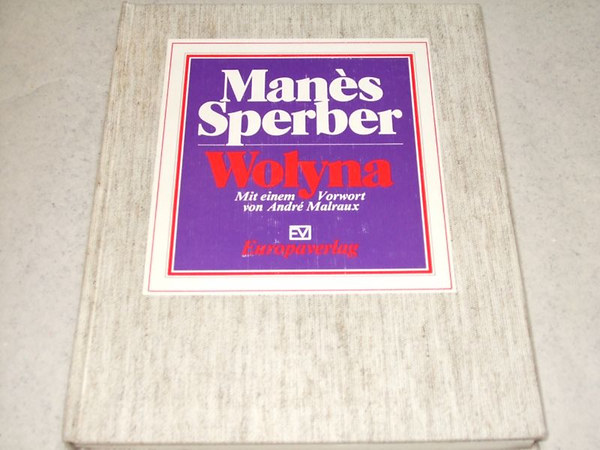 Manès
Sperber
Wolyna
Mit einem Vorwort
von André Malraux
EV
Europaverlag